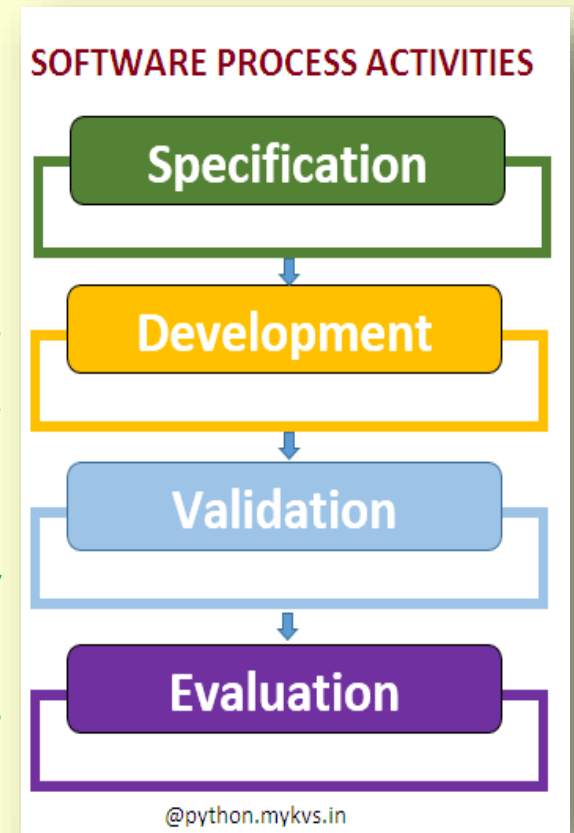 SOFTWARE PROCESS ACTIVITIES
Specification
Development
Validation
Evaluation
@python.mykvs.in